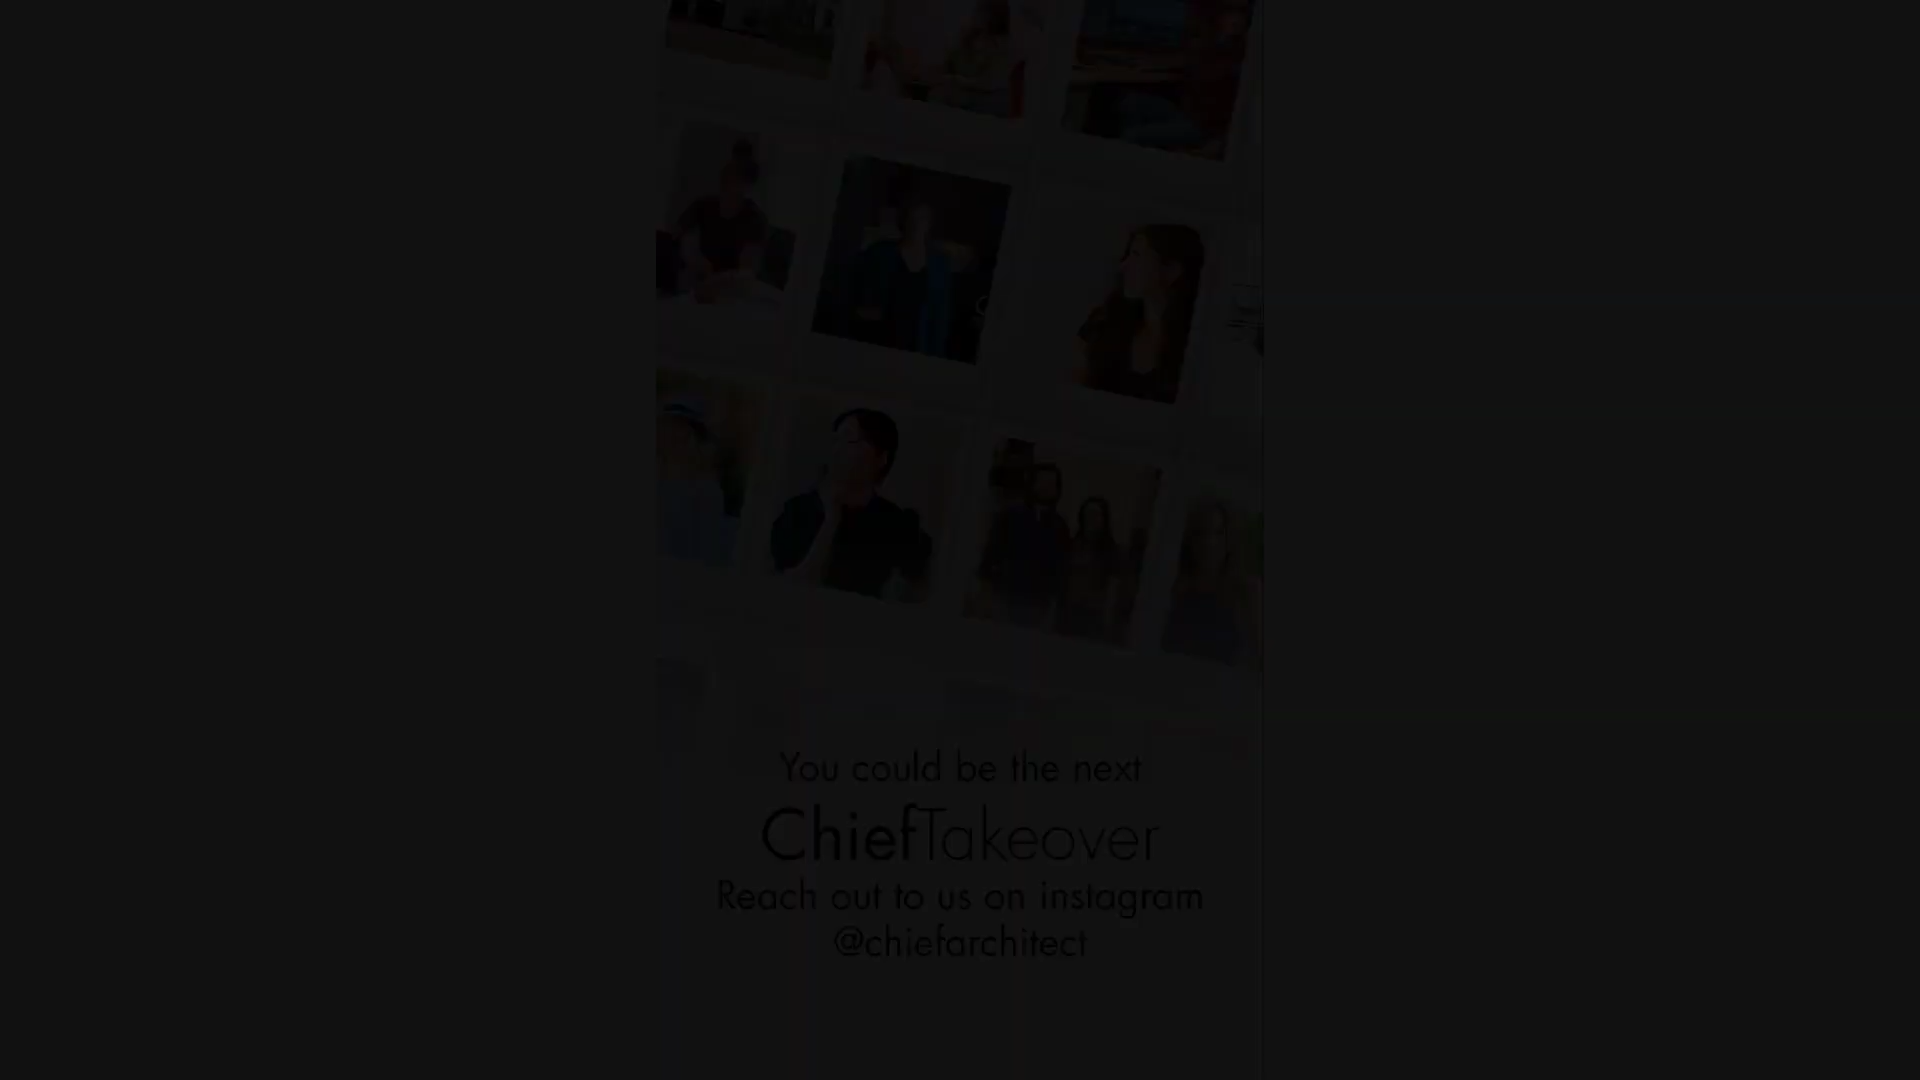 You could be the next
ChiefTakeover
Reach out to us on instagram
@chiefarchitect